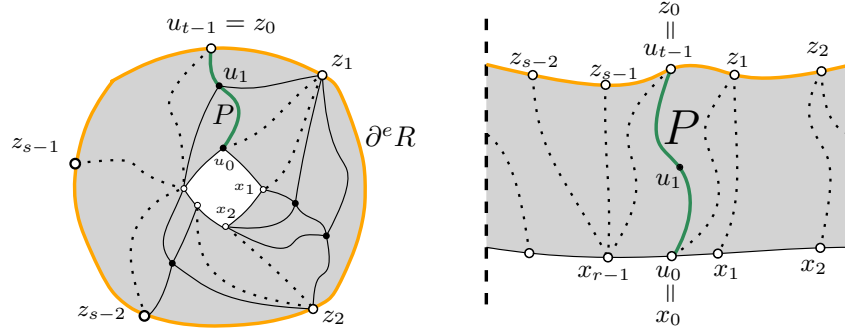 u_{t−1} = z_0
z_1
u_1
P
∂^e R
z_{s−1}
u_0
x_1
x_2
z_{s−2}
z_2
z_0
=
u_{t−1}
z_{s−2}
z_{s−1}
z_1
z_2
P
u_1
x_{r−1}
u_0
x_1
x_2
=
x_0